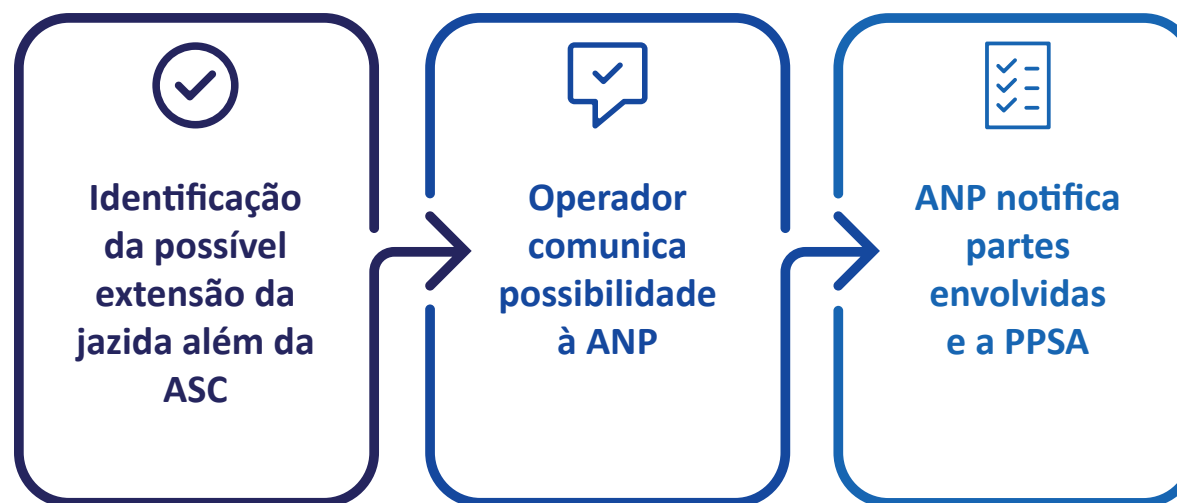 Identificação
da possível
extensão da
jazida além da
ASC
Operador
comunica
possibilidade
à ANP
ANP notifica
partes
envolvidas
e a PPSA